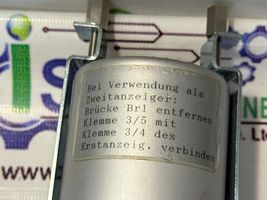 Bei Verwendung als
Zweitanzeiger:
Brücke Br1 entfernen
Klemme 3/5 mit
Klemme 3/4 des
Erstanzeig. verbinden